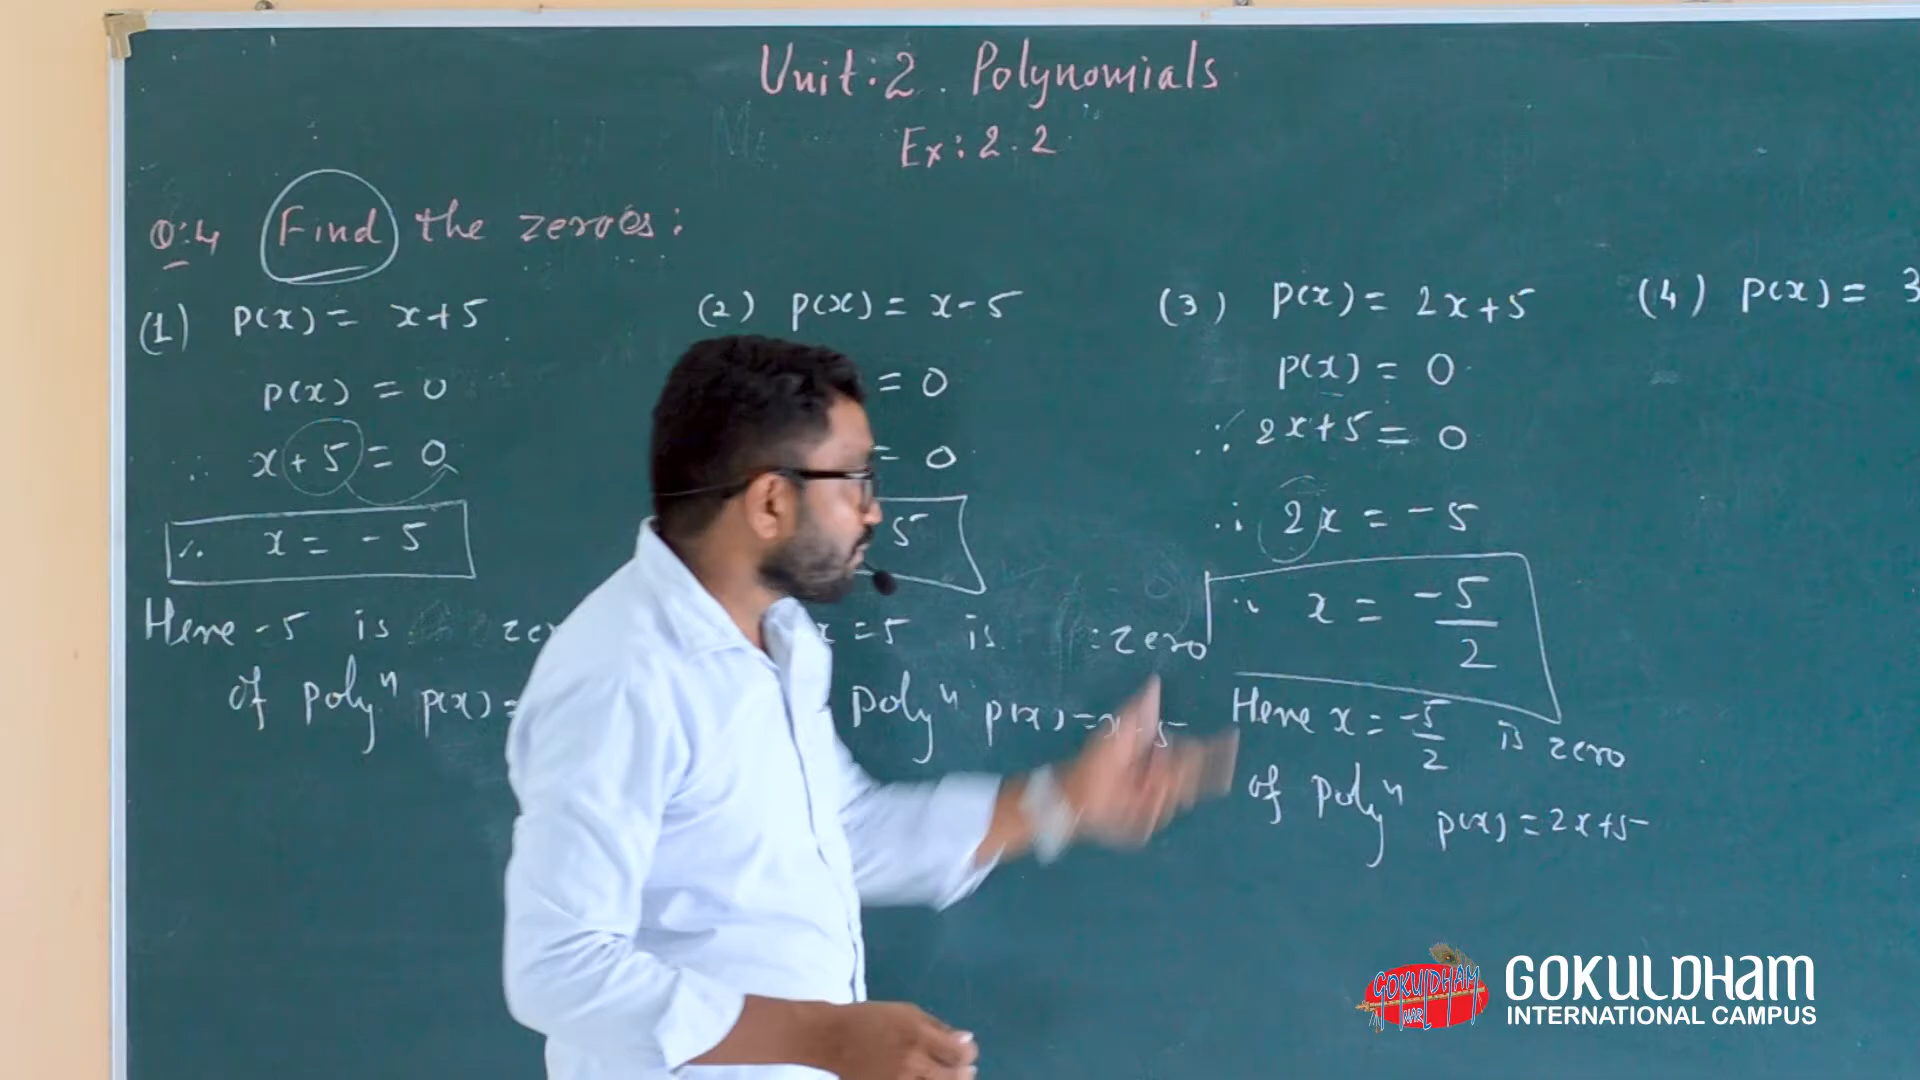 Unit:2. Polynomials
Ex:2.2
Q:4 Find the zeroes:
(1) p(x) = x+5
p(x) = 0
∴ x+5 = 0
∴ x = -5
Here -5 is
of polyⁿ p(x) =
(2) p(x) = x-5
= 0
= 0
5
x = 5 is zero
polyⁿ p(x) = x-5
(3) p(x) = 2x+5
p(x) = 0
∴ 2x+5 = 0
∴ 2x = -5
∴ x = -5/2
Here x = -5/2 is zero
of polyⁿ p(x) = 2x+5
(4) p(x) = 3
GOKULDHAM
NAR
GOKULDHAM
INTERNATIONAL CAMPUS